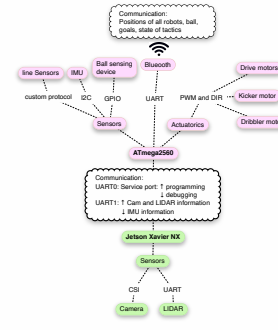 Communication:
Positions of all robots, ball,
goals, state of tactics
line Sensors
IMU
Ball sensing
device
Blueooth
Drive motors
custom protocol
I2C
GPIO
UART
PWM and DIR
Kicker motor
Sensors
Actuatorics
Dribbler motor
ATmega2560
Communication:
UART0: Service port: ↑ programming
↓ debugging
UART1: ↑ Cam and LIDAR information
↓ IMU information
Jetson Xavier NX
Sensors
CSI
UART
Camera
LIDAR